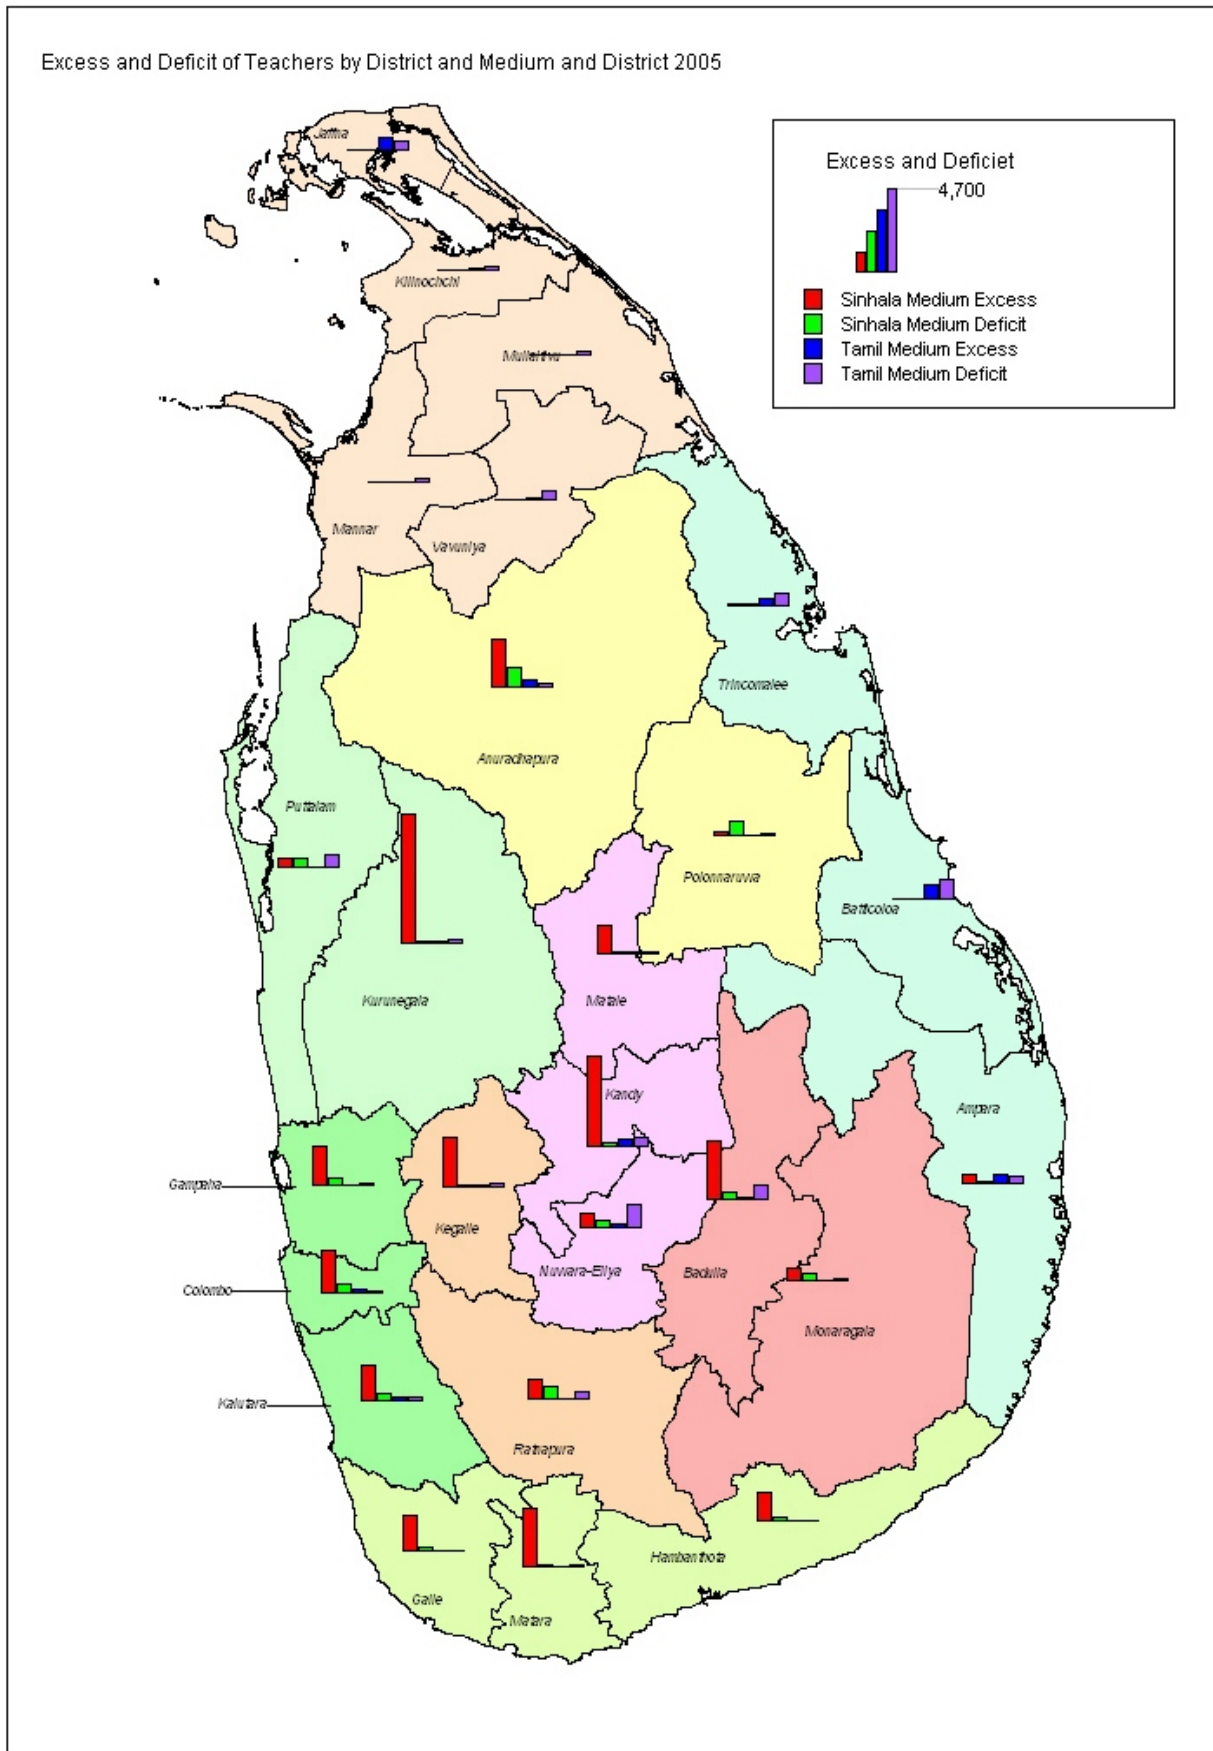 Excess and Deficit of Teachers by District and Medium and District 2005
Jaffna
Excess and Deficiet
4,700
Sinhala Medium Excess
Sinhala Medium Deficit
Tamil Medium Excess
Tamil Medium Deficit
Kilinochchi
Mullaitivu
Mannar
Vavuniya
Trincomalee
Anuradhapura
Puttalam
Polonnaruwa
Batticoloa
Kurunegala
Matale
Kandy
Ampara
Gampaha
Kegalle
Nuwara-Eliya
Badulla
Colombo
Monaragala
Kalutara
Ratnapura
Hambanthota
Galle
Matara